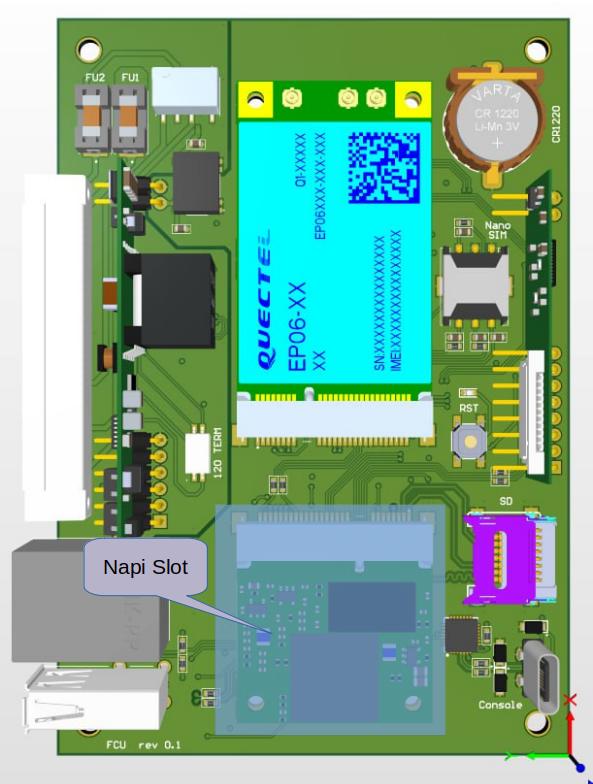 FU2 FU1
VARTA
CR 1220
Li-Mn 3V
+
CR1220
01-XXXXX
EP06XXX-XXX-XXX
QUECTEL
EP06-XX
XX
SN:XXXXXXXXXXXXXXX
IMEI:XXXXXXXXXXXXXXX
Nano
SIM
RST
120 TERM
SD
Napi Slot
Console
FCU rev 0.1